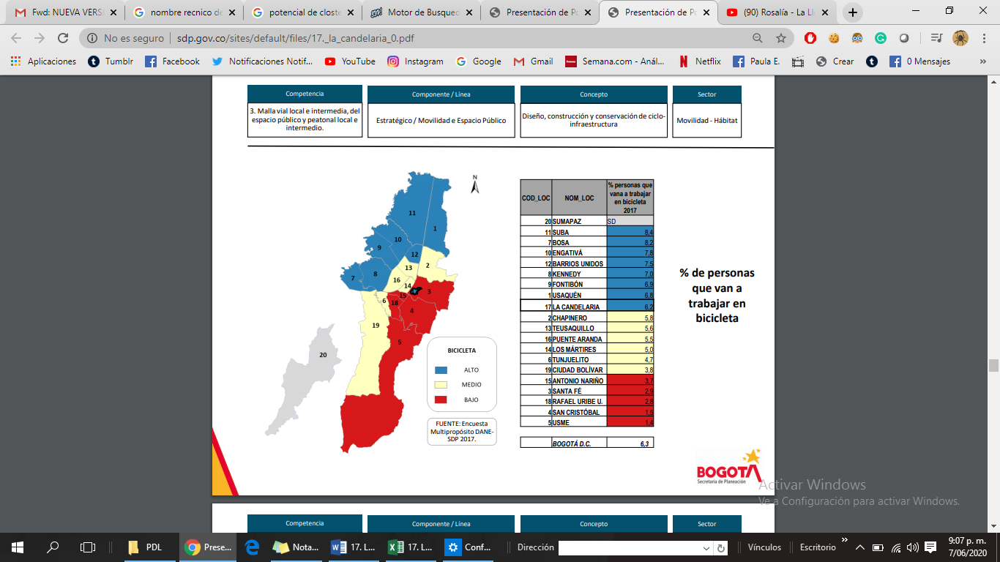 Fwd: NUEVA VERSI
nombre recnico de
potencial de closte
Motor de Busqued
Presentación de Po
Presentación de Po
(90) Rosalía - La Ll
No es seguro | sdp.gov.co/sites/default/files/17._la_candelaria_0.pdf
Aplicaciones Tumblr Facebook Notificaciones Notif... YouTube Instagram Google Gmail Semana.com - Anál... Netflix Paula E. Crear 0 Mensajes »
Competencia Componente / Línea Concepto Sector
3. Malla vial local e intermedia, del
espacio público y peatonal local e
intermedio.
Estratégico / Movilidad e Espacio Público
Diseño, construcción y conservación de ciclo-
infraestructura
Movilidad - Hábitat
N
11
1
10
9
12
2
13
8
7
16
14
3
15
6
18
4
19
5
20
BICICLETA
ALTO
MEDIO
BAJO
FUENTE: Encuesta
Multipropósito DANE-
SDP 2017.
COD_LOC NOM_LOC
% personas que
vana a trabajar
en bicicleta
2017
20 SUMAPAZ SD
11 SUBA 8,4
7 BOSA 8,2
10 ENGATIVÁ 7,8
12 BARRIOS UNIDOS 7,5
8 KENNEDY 7,0
9 FONTIBÓN 6,9
1 USAQUÉN 6,8
17 LA CANDELARIA 6,2
2 CHAPINERO 5,8
13 TEUSAQUILLO 5,6
16 PUENTE ARANDA 5,5
14 LOS MÁRTIRES 5,0
6 TUNJUELITO 4,7
19 CIUDAD BOLÍVAR 3,8
15 ANTONIO NARIÑO 3,7
3 SANTA FÉ 2,9
18 RAFAEL URIBE U. 2,8
4 SAN CRISTÓBAL 1,5
5 USME 1,4
BOGOTÁ D.C. 6,3
% de personas
que van a
trabajar en
bicicleta
BOGOTÁ
Secretaría de Planeación
Activar Windows
Ve a Configuración para activar Windows.
Competencia Componente / Línea Concepto Sector
PDL Prese... Nota... 17. L... 17. L... Conf... Dirección Vínculos Escritorio »
9:07 p. m.
7/06/2020